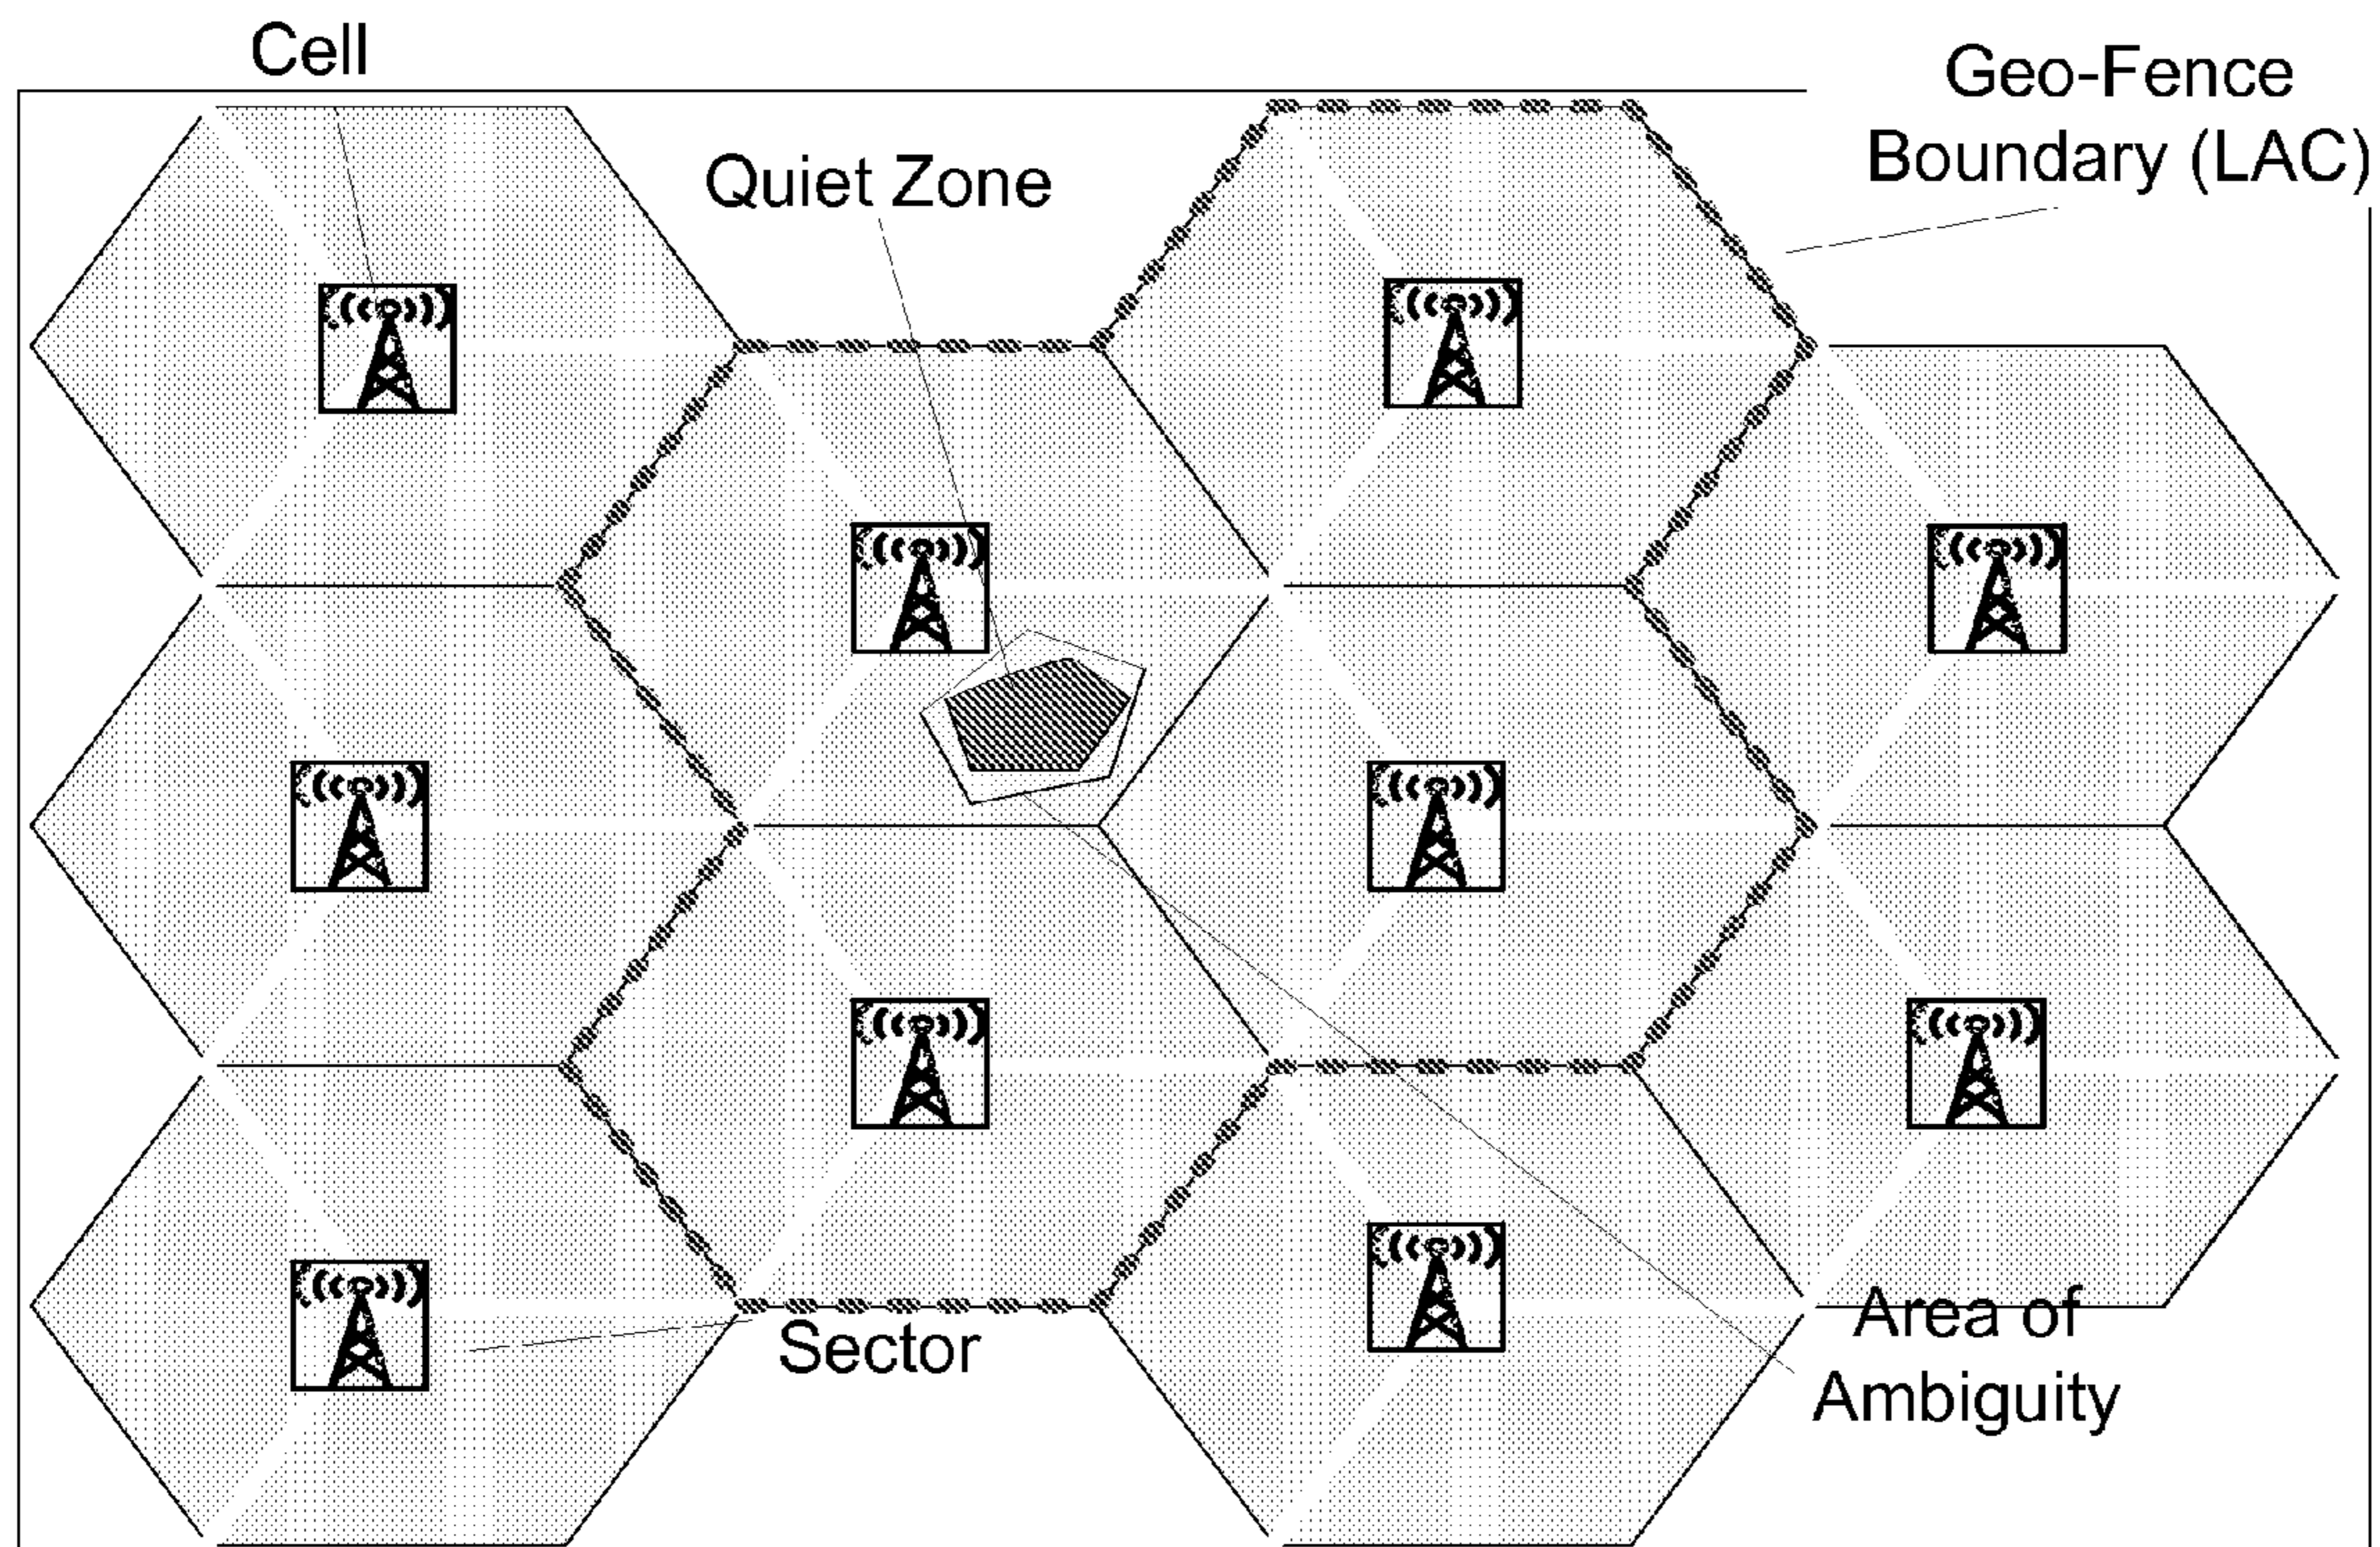 Cell
Geo-Fence
Boundary (LAC)
Quiet Zone
Sector
Area of
Ambiguity